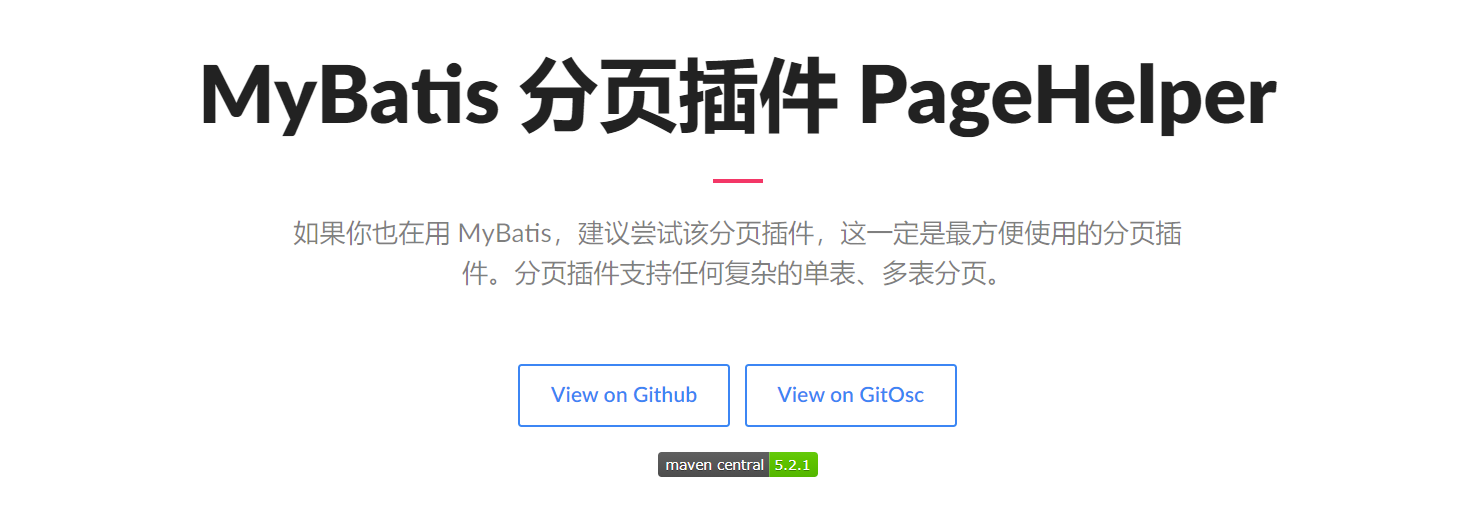 MyBatis 分页插件 PageHelper
如果你也在用 MyBatis，建议尝试该分页插件，这一定是最方便使用的分页插
件。分页插件支持任何复杂的单表、多表分页。
View on Github View on GitOsc
maven central 5.2.1